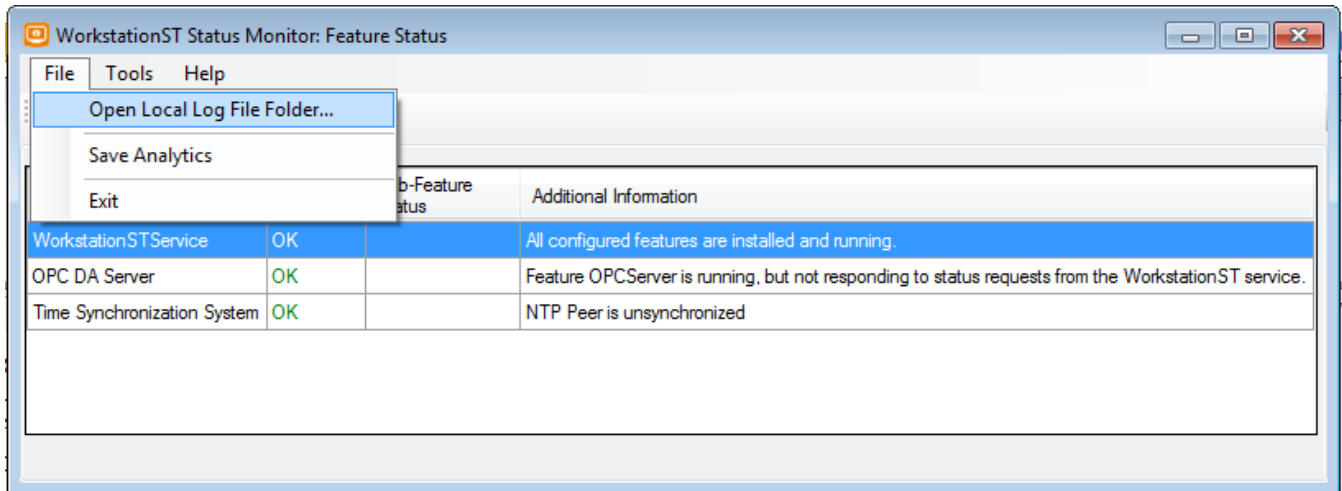 WorkstationST Status Monitor: Feature Status
File Tools Help
Open Local Log File Folder...
Save Analytics
Exit
b-Feature
atus
Additional Information
WorkstationSTService OK All configured features are installed and running.
OPC DA Server OK Feature OPCServer is running, but not responding to status requests from the WorkstationST service.
Time Synchronization System OK NTP Peer is unsynchronized